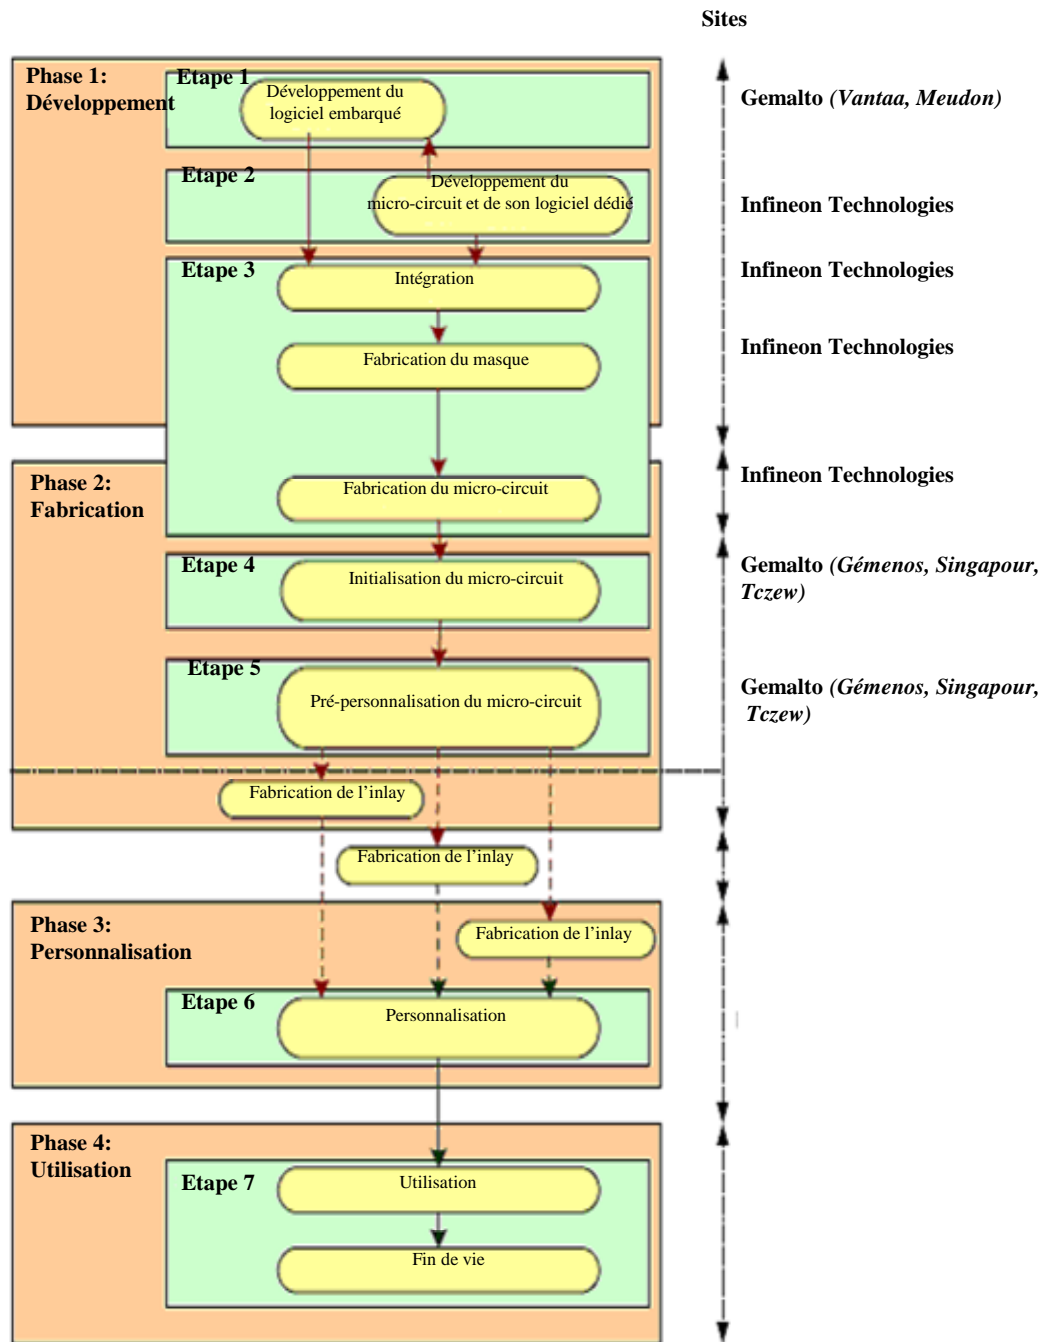 Sites
Phase 1:
Développement
Etape 1
Développement du
logiciel embarqué
Gemalto (Vantaa, Meudon)
Etape 2
Développement du
micro-circuit et de son logiciel dédié
Infineon Technologies
Etape 3
Intégration
Infineon Technologies
Fabrication du masque
Infineon Technologies
Phase 2:
Fabrication
Fabrication du micro-circuit
Infineon Technologies
Etape 4
Initialisation du micro-circuit
Gemalto (Gémenos, Singapour,
Tczew)
Etape 5
Pré-personnalisation du micro-circuit
Gemalto (Gémenos, Singapour,
Tczew)
Fabrication de l’inlay
Fabrication de l’inlay
Phase 3:
Personnalisation
Fabrication de l’inlay
Etape 6
Personnalisation
Phase 4:
Utilisation
Etape 7
Utilisation
Fin de vie